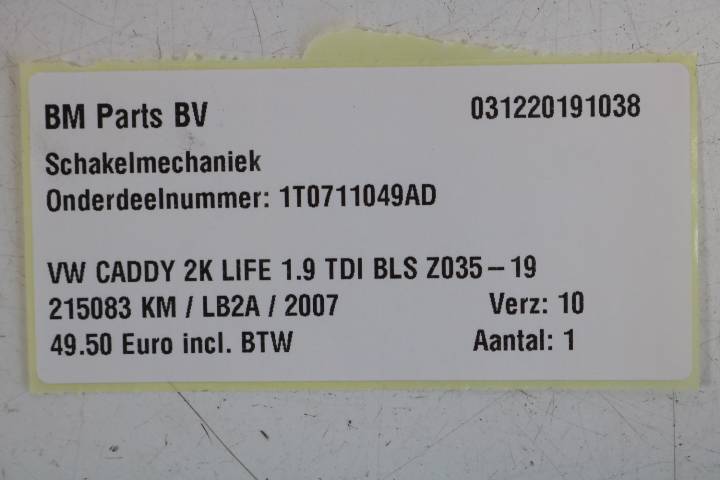 BM Parts BV 031220191038
Schakelmechaniek
Onderdeelnummer: 1T0711049AD
VW CADDY 2K LIFE 1.9 TDI BLS Z035 – 19
215083 KM / LB2A / 2007 Verz: 10
49.50 Euro incl. BTW Aantal: 1